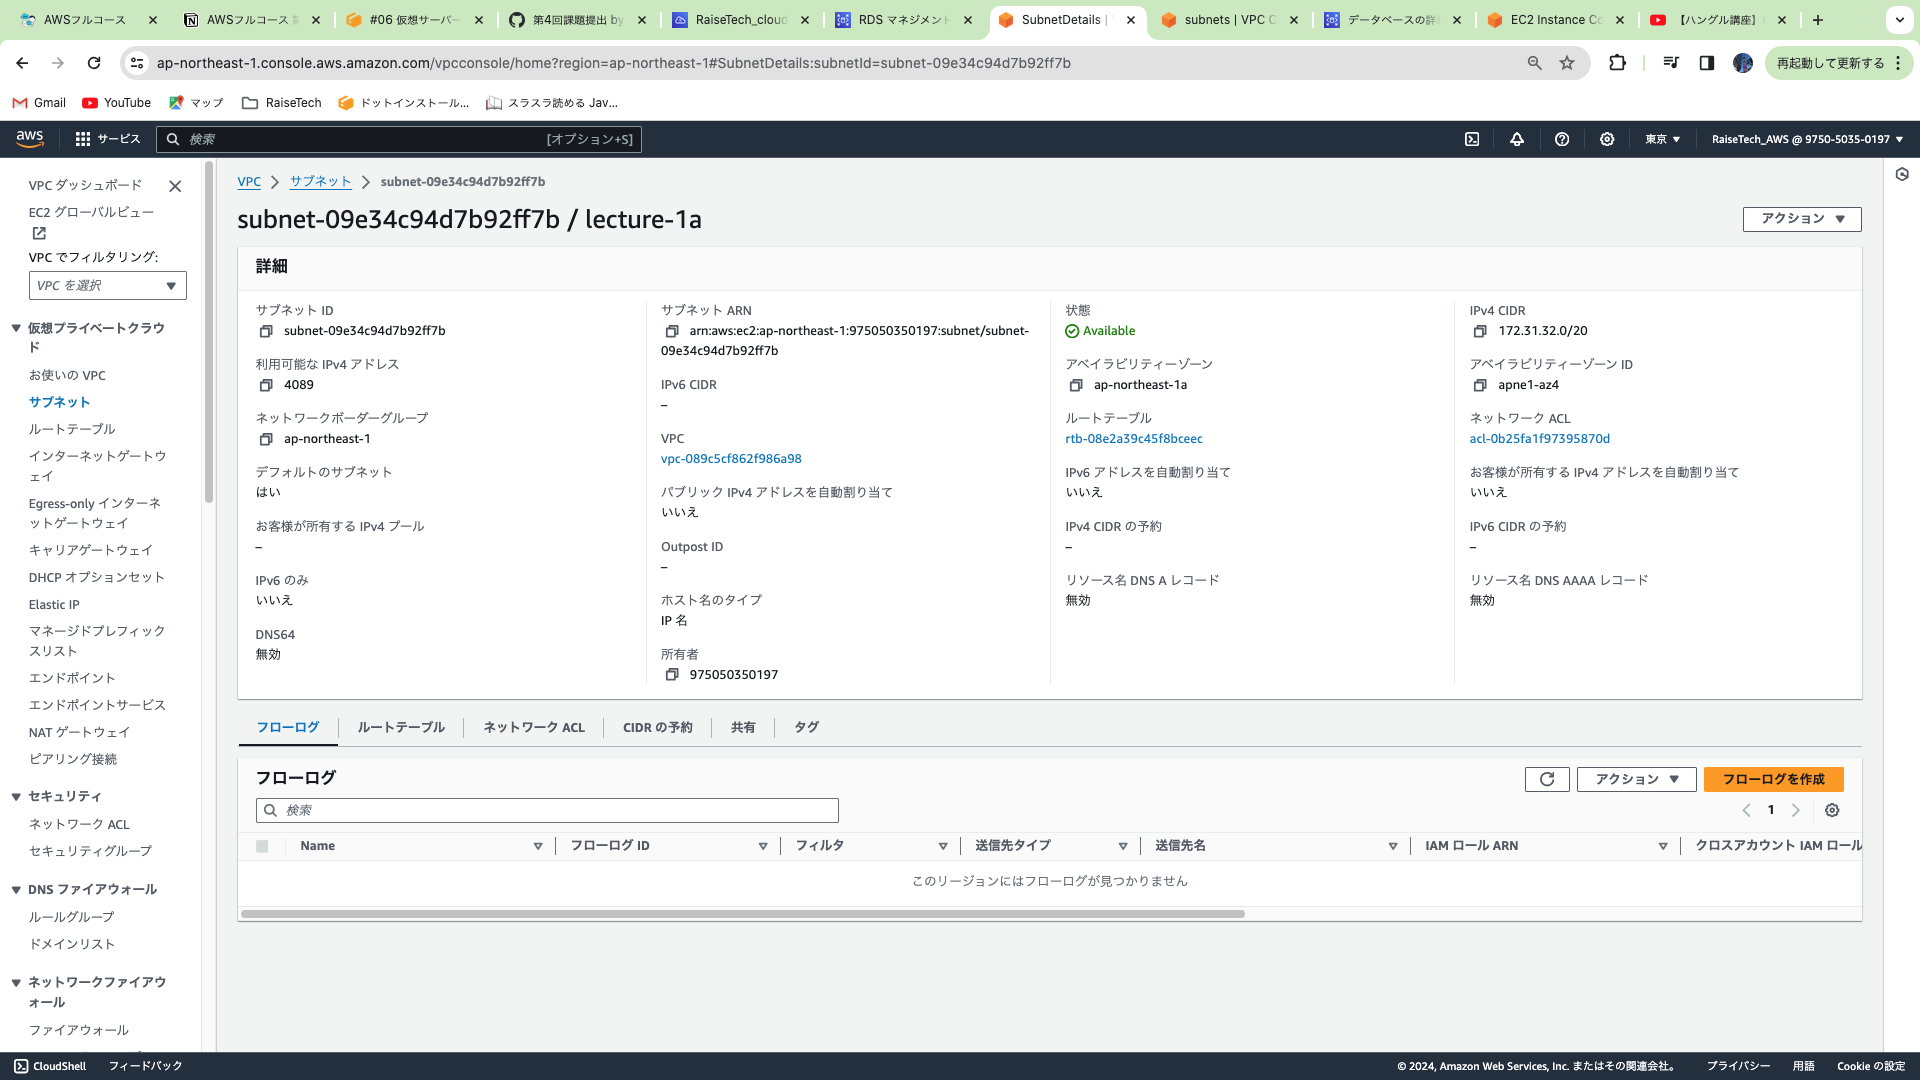 AWSフルコース
AWSフルコース
#06 仮想サーバー
第4回課題提出 by
RaiseTech_cloud
RDS マネジメント
SubnetDetails |
subnets | VPC C
データベースの詳
EC2 Instance Co
【ハングル講座】
ap-northeast-1.console.aws.amazon.com/vpcconsole/home?region=ap-northeast-1#SubnetDetails:subnetId=subnet-09e34c94d7b92ff7b
再起動して更新する
Gmail
YouTube
マップ
RaiseTech
ドットインストール...
スラスラ読める Jav...
aws
サービス
検索
[オプション+S]
東京
RaiseTech_AWS @ 9750-5035-0197
VPC ダッシュボード
EC2 グローバルビュー
VPC でフィルタリング:
VPC を選択
仮想プライベートクラウ
ド
お使いの VPC
サブネット
ルートテーブル
インターネットゲートウ
ェイ
Egress-only インターネ
ットゲートウェイ
キャリアゲートウェイ
DHCP オプションセット
Elastic IP
マネージドプレフィック
スリスト
エンドポイント
エンドポイントサービス
NAT ゲートウェイ
ピアリング接続
セキュリティ
ネットワーク ACL
セキュリティグループ
DNS ファイアウォール
ルールグループ
ドメインリスト
ネットワークファイアウ
ォール
ファイアウォール
VPC
サブネット
subnet-09e34c94d7b92ff7b
subnet-09e34c94d7b92ff7b / lecture-1a
アクション
詳細
サブネット ID
subnet-09e34c94d7b92ff7b
利用可能な IPv4 アドレス
4089
ネットワークボーダーグループ
ap-northeast-1
デフォルトのサブネット
はい
お客様が所有する IPv4 プール
–
IPv6 のみ
いいえ
DNS64
無効
サブネット ARN
arn:aws:ec2:ap-northeast-1:975050350197:subnet/subnet-
09e34c94d7b92ff7b
IPv6 CIDR
–
VPC
vpc-089c5cf862f986a98
パブリック IPv4 アドレスを自動割り当て
いいえ
Outpost ID
–
ホスト名のタイプ
IP 名
所有者
975050350197
状態
Available
アベイラビリティーゾーン
ap-northeast-1a
ルートテーブル
rtb-08e2a39c45f8bceec
IPv6 アドレスを自動割り当て
いいえ
IPv4 CIDR の予約
–
リソース名 DNS A レコード
無効
IPv4 CIDR
172.31.32.0/20
アベイラビリティーゾーン ID
apne1-az4
ネットワーク ACL
acl-0b25fa1f97395870d
お客様が所有する IPv4 アドレスを自動割り当て
いいえ
IPv6 CIDR の予約
–
リソース名 DNS AAAA レコード
無効
フローログ
ルートテーブル
ネットワーク ACL
CIDR の予約
共有
タグ
フローログ
アクション
フローログを作成
検索
1
Name
フローログ ID
フィルタ
送信先タイプ
送信先名
IAM ロール ARN
クロスアカウント IAM ロール
このリージョンにはフローログが見つかりません
CloudShell
フィードバック
© 2024, Amazon Web Services, Inc. またはその関連会社。
プライバシー
用語
Cookie の設定